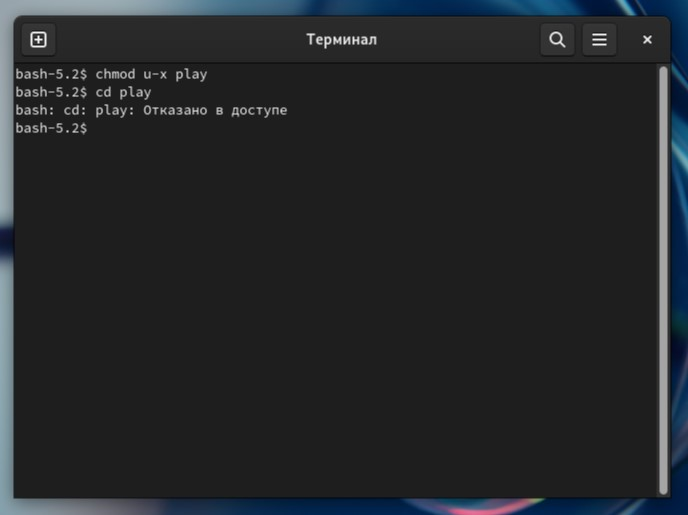 Терминал
bash-5.2$ chmod u-x play
bash-5.2$ cd play
bash: cd: play: Отказано в доступе
bash-5.2$